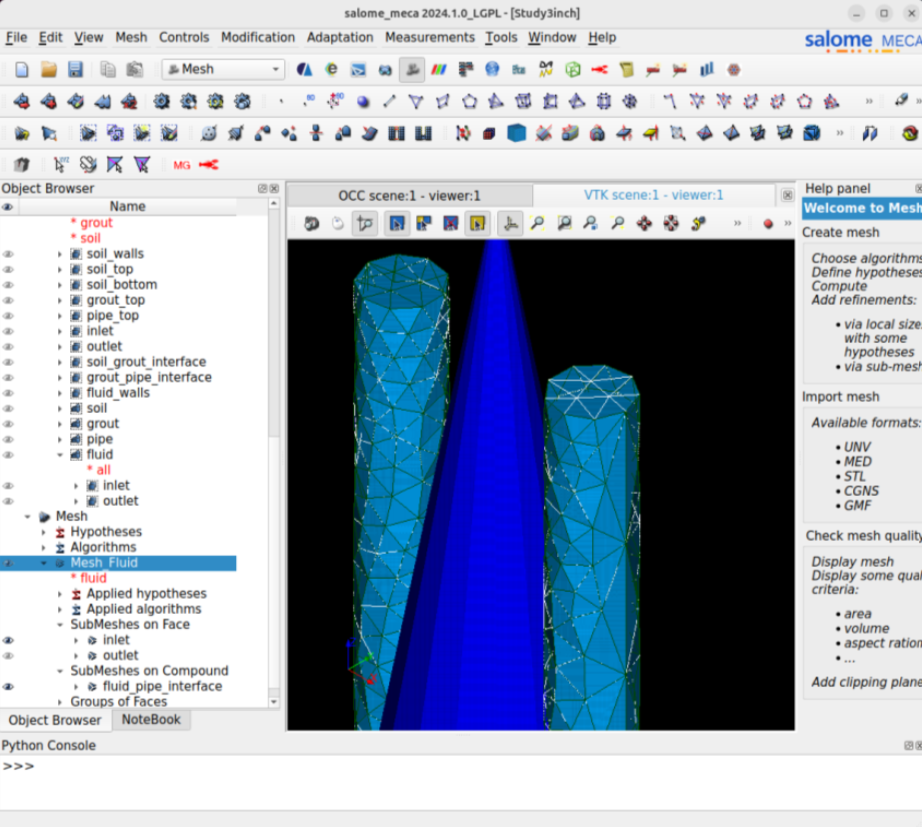 salome_meca 2024.1.0_LGPL - [Study3inch]
File Edit View Mesh Controls Modification Adaptation Measurements Tools Window Help
salome MECA
Mesh
MG
Object Browser
Name
* grout
* soil
soil_walls
soil_top
soil_bottom
grout_top
pipe_top
inlet
outlet
soil_grout_interface
grout_pipe_interface
fluid_walls
soil
grout
pipe
fluid
* all
inlet
outlet
Mesh
Hypotheses
Algorithms
Mesh_Fluid
* fluid
Applied hypotheses
Applied algorithms
SubMeshes on Face
inlet
outlet
SubMeshes on Compound
fluid_pipe_interface
Groups of Faces
Object Browser NoteBook
OCC scene:1 - viewer:1 VTK scene:1 - viewer:1
Help panel
Welcome to Mesh
Create mesh
Choose algorithms
Define hypotheses
Compute
Add refinements:
• via local size
with some
hypotheses
• via sub-mesh
Import mesh
Available formats:
• UNV
• MED
• STL
• CGNS
• GMF
Check mesh quality
Display mesh
Display some qual
criteria:
• area
• volume
• aspect ration
• ...
Add clipping plane
Python Console
>>>